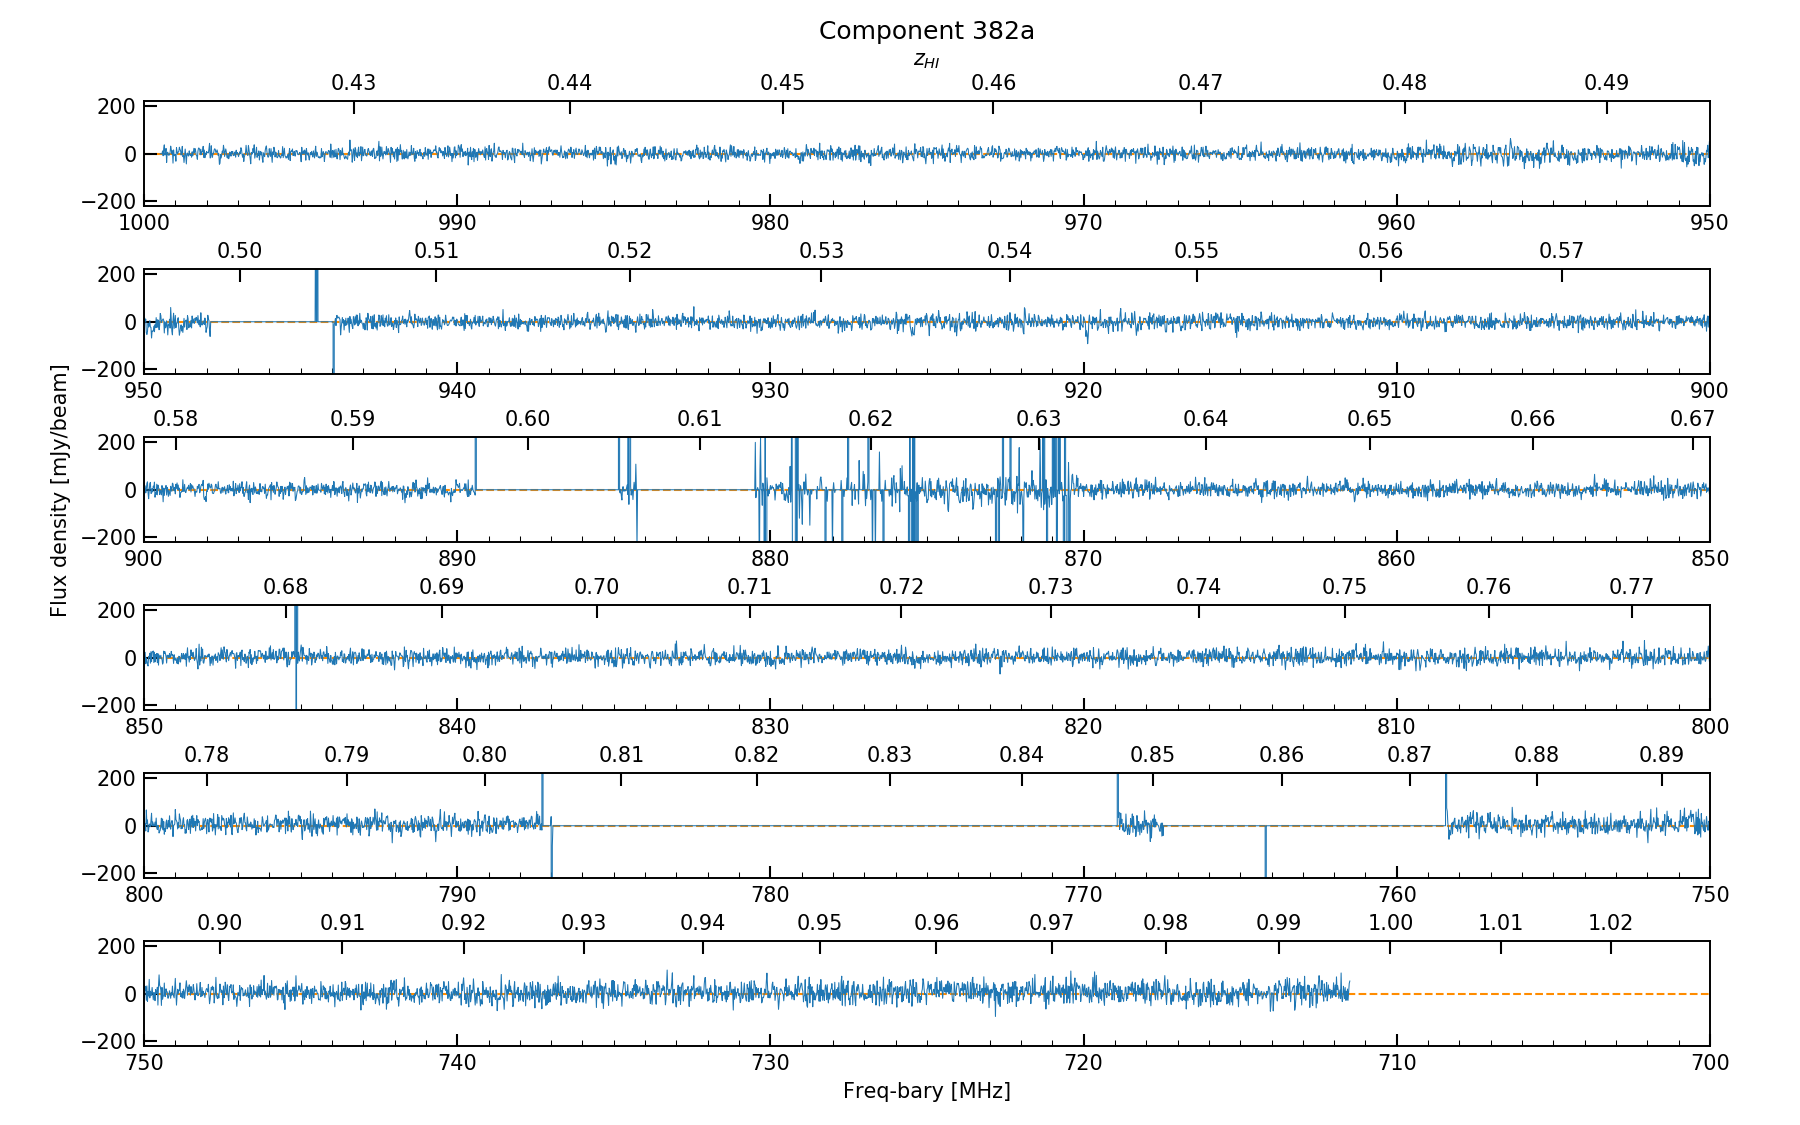 Component 382a
z_HI
0.43 0.44 0.45 0.46 0.47 0.48 0.49
200
0
−200
1000 990 980 970 960 950
0.50 0.51 0.52 0.53 0.54 0.55 0.56 0.57
200
0
−200
950 940 930 920 910 900
0.58 0.59 0.60 0.61 0.62 0.63 0.64 0.65 0.66 0.67
200
0
−200
900 890 880 870 860 850
Flux density [mJy/beam]
0.68 0.69 0.70 0.71 0.72 0.73 0.74 0.75 0.76 0.77
200
0
−200
850 840 830 820 810 800
0.78 0.79 0.80 0.81 0.82 0.83 0.84 0.85 0.86 0.87 0.88 0.89
200
0
−200
800 790 780 770 760 750
0.90 0.91 0.92 0.93 0.94 0.95 0.96 0.97 0.98 0.99 1.00 1.01 1.02
200
0
−200
750 740 730 720 710 700
Freq-bary [MHz]